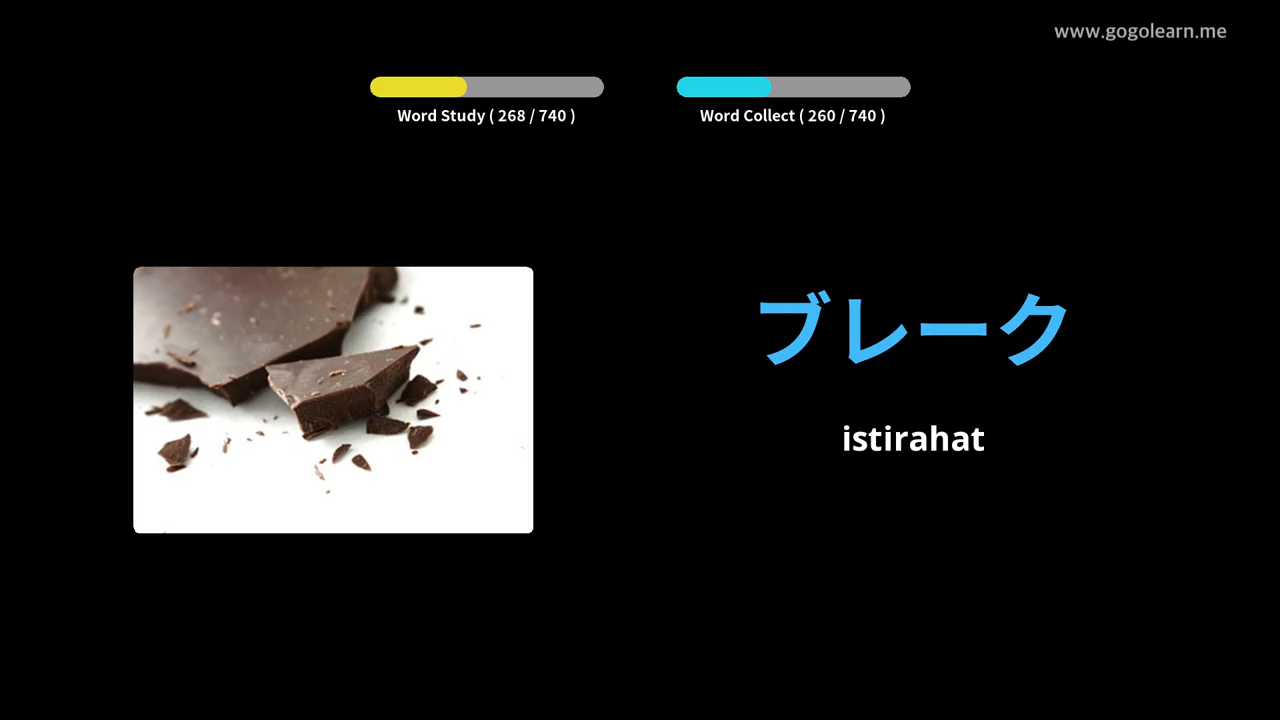 www.gogolearn.me
Word Study ( 268 / 740 )
Word Collect ( 260 / 740 )
ブレーク
istirahat